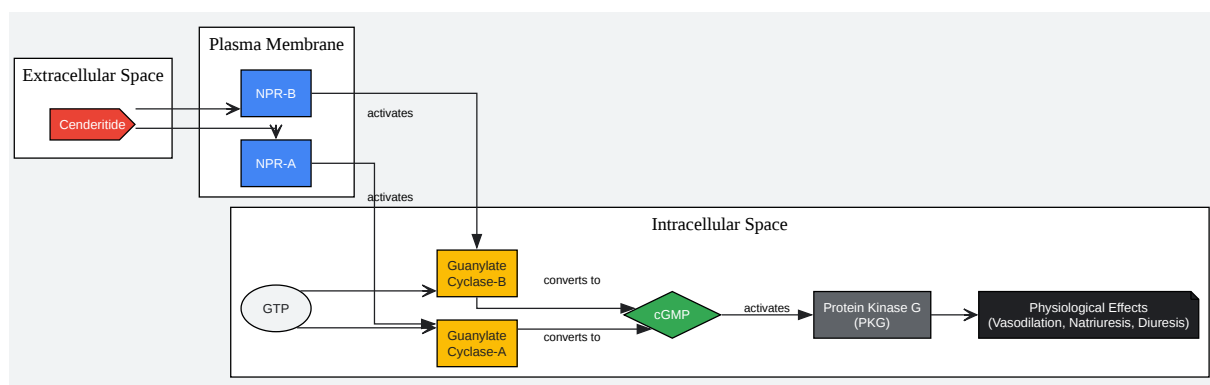 Plasma Membrane
Extracellular Space
Cenderitide
NPR-B
activates
NPR-A
activates
Intracellular Space
GTP
Guanylate
Cyclase-B
converts to
Guanylate
Cyclase-A
converts to
cGMP
activates
Protein Kinase G
(PKG)
Physiological Effects
(Vasodilation, Natriuresis, Diuresis)